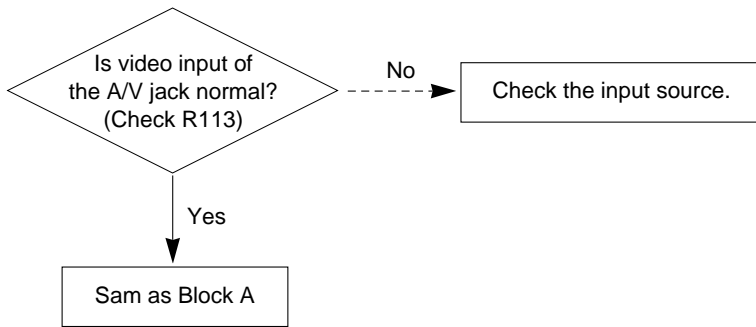 Is video input of
the A/V jack normal?
(Check R113)
No
Check the input source.
Yes
Sam as Block A